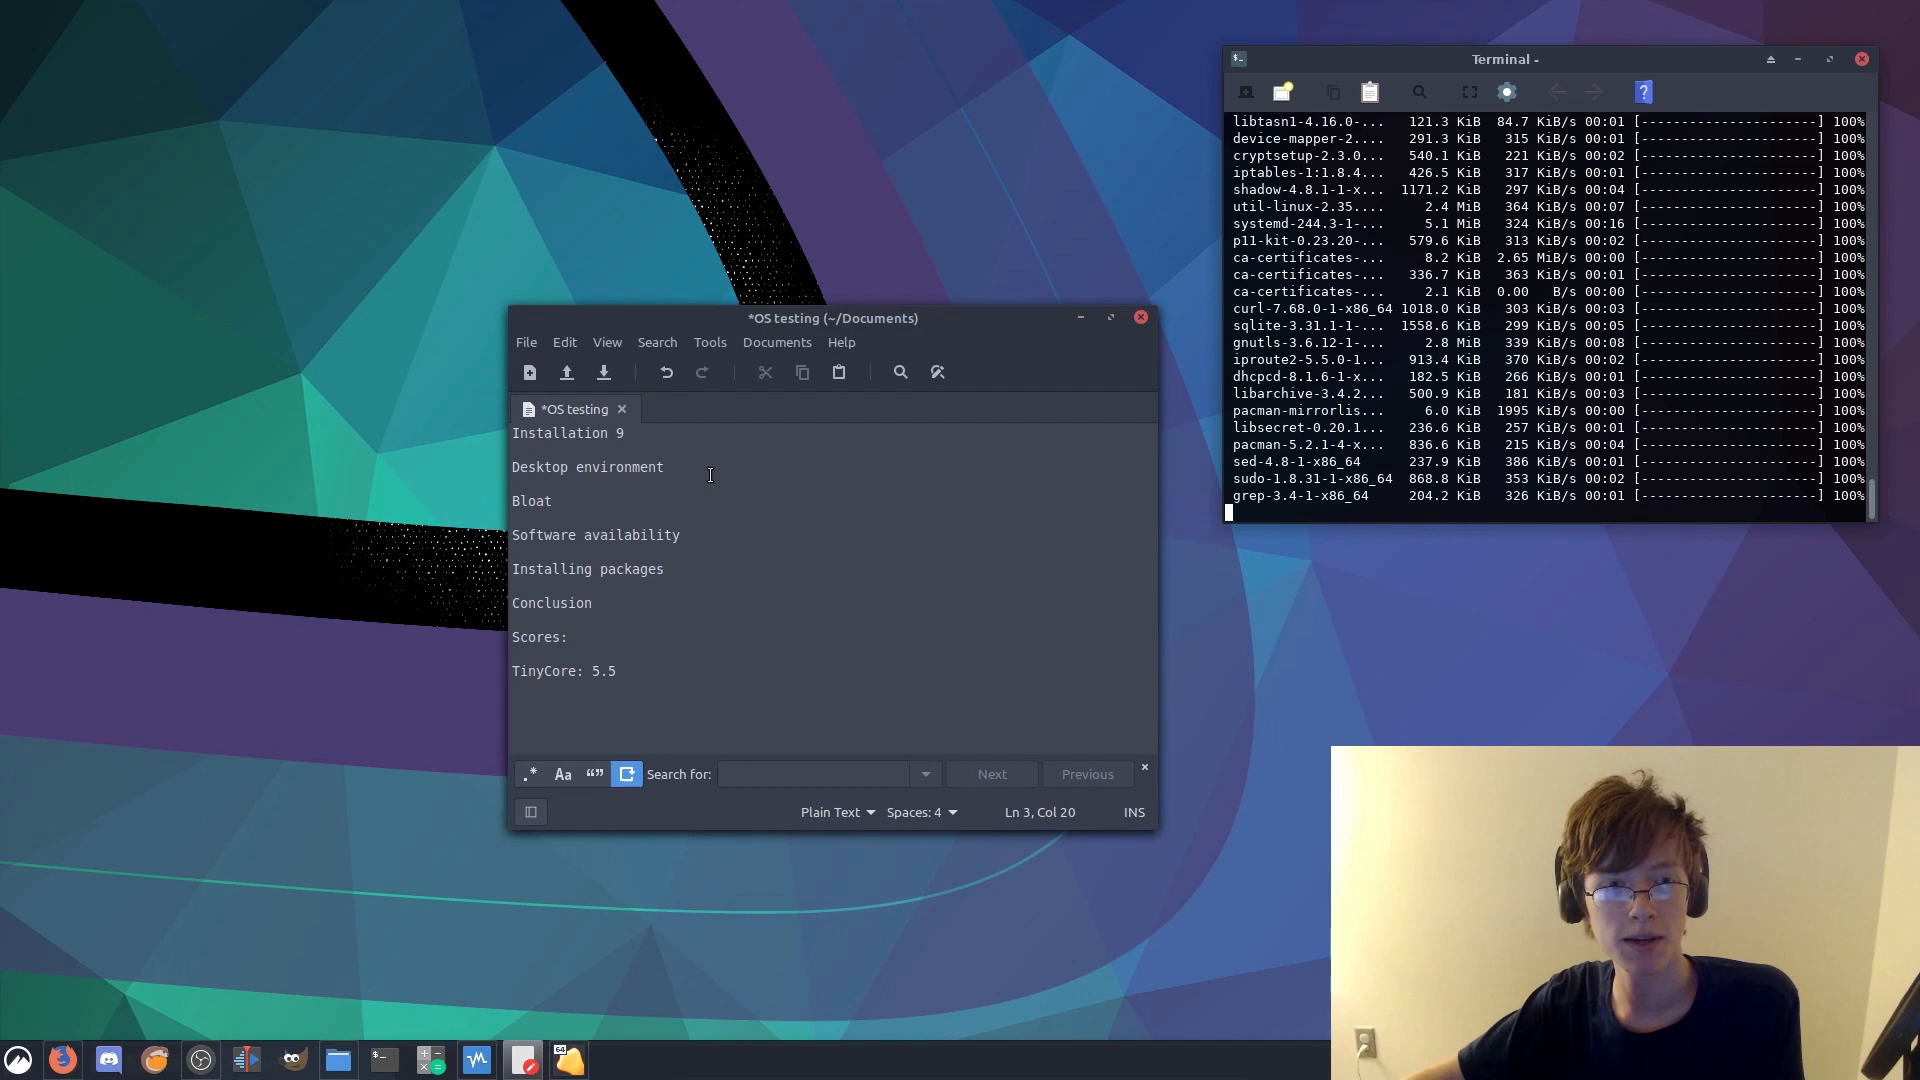 Terminal -
libtasn1-4.16.0-... 121.3 KiB 84.7 KiB/s 00:01 [----------------------] 100%
device-mapper-2.... 291.3 KiB 315 KiB/s 00:01 [----------------------] 100%
cryptsetup-2.3.0... 540.1 KiB 221 KiB/s 00:02 [----------------------] 100%
iptables-1:1.8.4... 426.5 KiB 317 KiB/s 00:01 [----------------------] 100%
shadow-4.8.1-1-x... 1171.2 KiB 297 KiB/s 00:04 [----------------------] 100%
util-linux-2.35.... 2.4 MiB 364 KiB/s 00:07 [----------------------] 100%
systemd-244.3-1-... 5.1 MiB 324 KiB/s 00:16 [----------------------] 100%
p11-kit-0.23.20-... 579.6 KiB 313 KiB/s 00:02 [----------------------] 100%
ca-certificates-... 8.2 KiB 2.65 MiB/s 00:00 [----------------------] 100%
ca-certificates-... 336.7 KiB 363 KiB/s 00:01 [----------------------] 100%
ca-certificates-... 2.1 KiB 0.00 B/s 00:00 [----------------------] 100%
curl-7.68.0-1-x86_64 1018.0 KiB 303 KiB/s 00:03 [----------------------] 100%
sqlite-3.31.1-1-... 1558.6 KiB 299 KiB/s 00:05 [----------------------] 100%
gnutls-3.6.12-1-... 2.8 MiB 339 KiB/s 00:08 [----------------------] 100%
iproute2-5.5.0-1... 913.4 KiB 370 KiB/s 00:02 [----------------------] 100%
dhcpcd-8.1.6-1-x... 182.5 KiB 266 KiB/s 00:01 [----------------------] 100%
libarchive-3.4.2... 500.9 KiB 181 KiB/s 00:03 [----------------------] 100%
pacman-mirrorlis... 6.0 KiB 1995 KiB/s 00:00 [----------------------] 100%
libsecret-0.20.1... 236.6 KiB 257 KiB/s 00:01 [----------------------] 100%
pacman-5.2.1-4-x... 836.6 KiB 215 KiB/s 00:04 [----------------------] 100%
sed-4.8-1-x86_64 237.9 KiB 386 KiB/s 00:01 [----------------------] 100%
sudo-1.8.31-1-x86_64 868.8 KiB 353 KiB/s 00:02 [----------------------] 100%
grep-3.4-1-x86_64 204.2 KiB 326 KiB/s 00:01 [----------------------] 100%
*OS testing (~/Documents)
File Edit View Search Tools Documents Help
*OS testing
Installation 9
Desktop environment
Bloat
Software availability
Installing packages
Conclusion
Scores:
TinyCore: 5.5
.* Aa “” Search for: Next Previous
Plain Text Spaces: 4 Ln 3, Col 20 INS
64